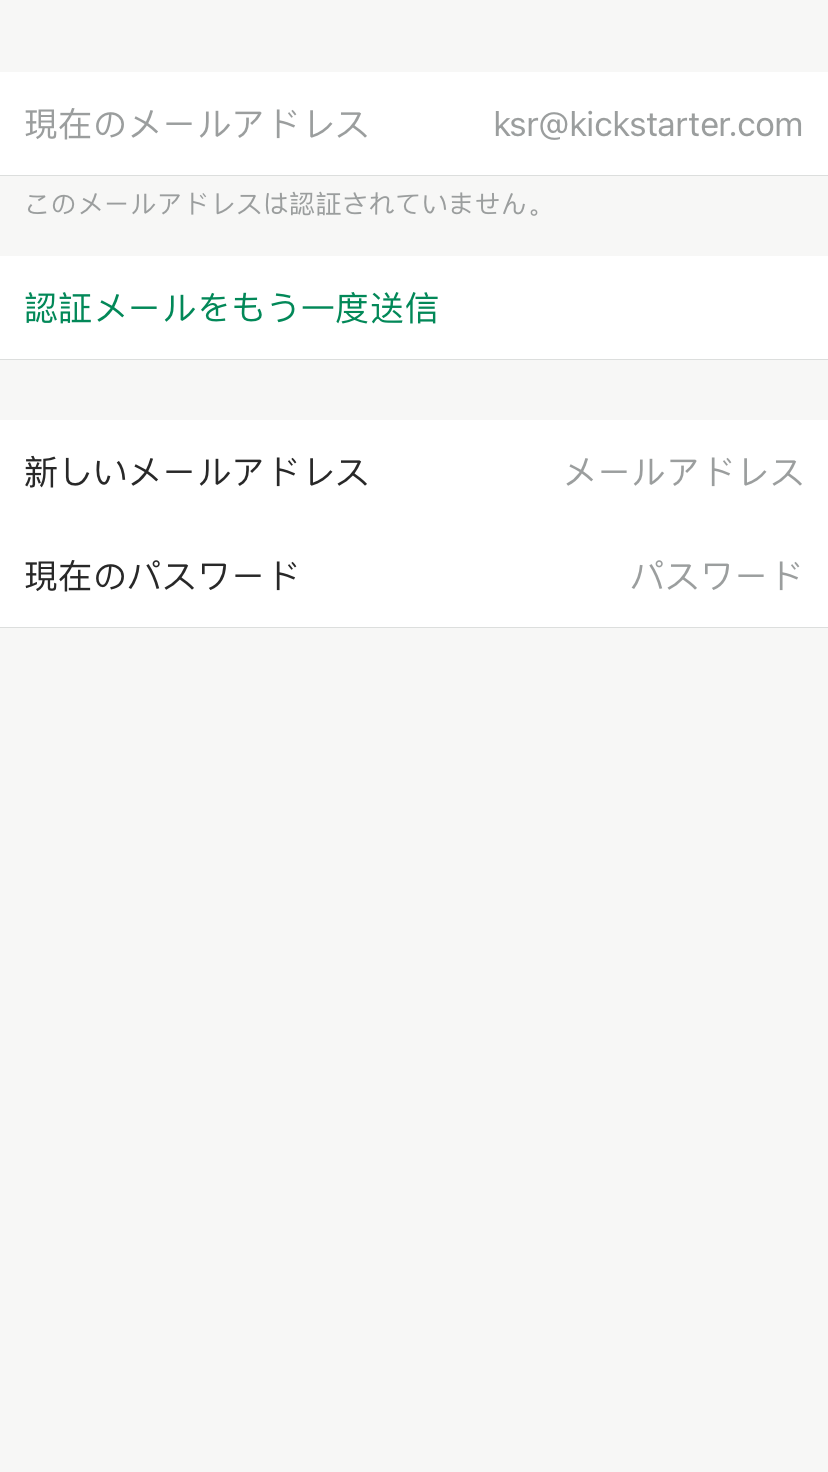 現在のメールアドレス ksr@kickstarter.com
このメールアドレスは認証されていません。
認証メールをもう一度送信
新しいメールアドレス メールアドレス
現在のパスワード パスワード